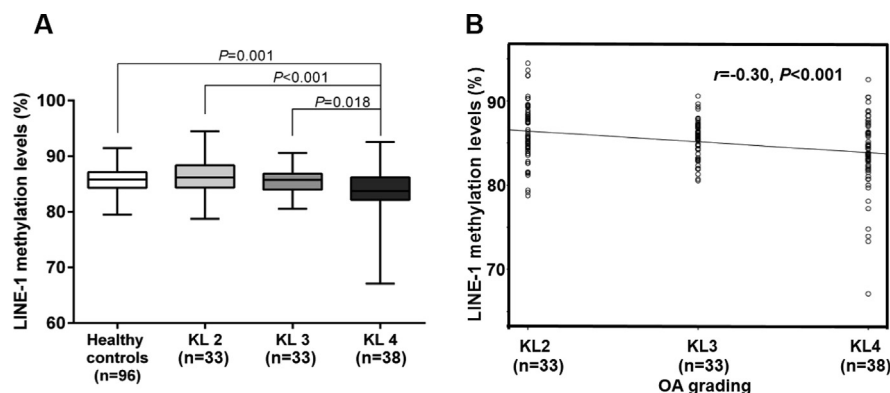 A
P=0.001
P<0.001
P=0.018
LINE-1 methylation levels (%)
100
90
80
70
60
Healthy
controls
(n=96)
KL 2
(n=33)
KL 3
(n=33)
KL 4
(n=38)
B
r=-0.30, P<0.001
LINE-1 methylation levels (%)
90
80
70
KL2
(n=33)
KL3
(n=33)
KL4
(n=38)
OA grading